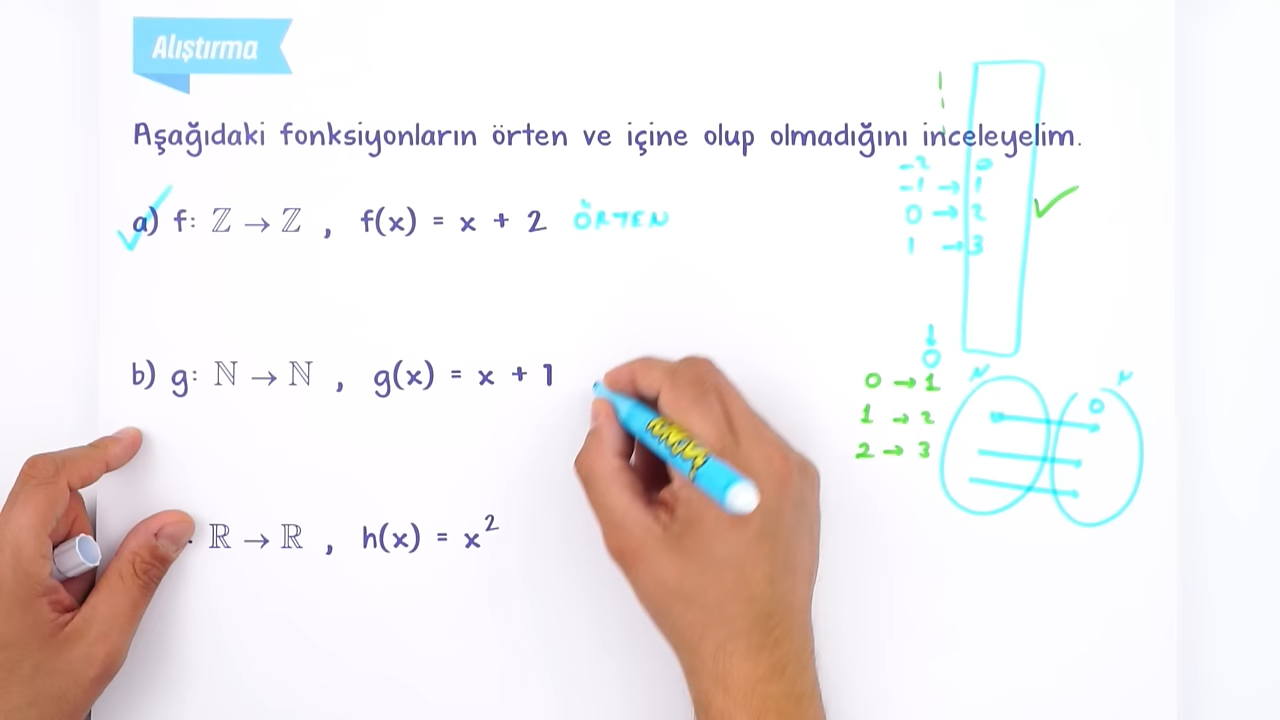 Alıştırma
Aşağıdaki fonksiyonların örten ve içine olup olmadığını inceleyelim.
-2 0
-1 → 1
a) f: ℤ → ℤ , f(x) = x + 2 ÖRTEN
0 → 2
1 → 3
0
b) g: ℕ → ℕ , g(x) = x + 1
0 → 1
1 → 2
2 → 3
N N
0
ℝ → ℝ , h(x) = x²